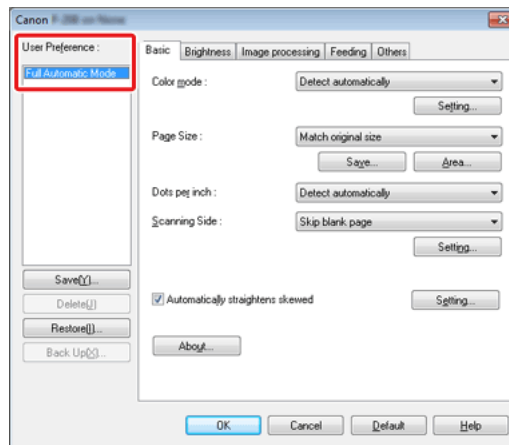 Canon
User Preference :
Full Automatic Mode
Save(Y)...
Delete(J)
Restore(I)...
Back Up(X)...
Basic Brightness Image processing Feeding Others
Color mode : Detect automatically
Setting...
Page Size : Match original size
Save... Area...
Dots per inch : Detect automatically
Scanning Side : Skip blank page
Setting...
Automatically straightens skewed Setting...
About...
OK Cancel Default Help